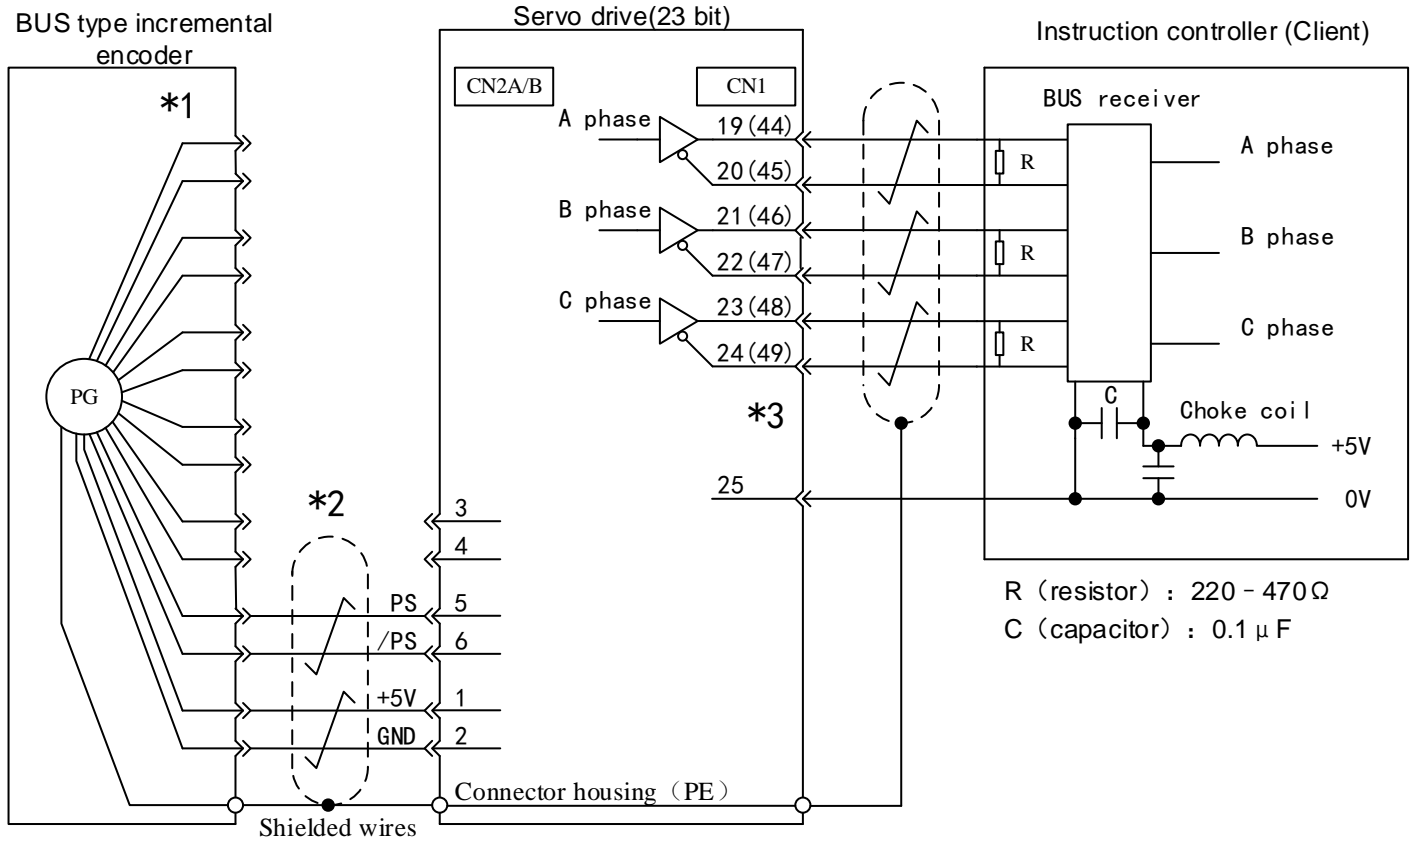 BUS type incremental
encoder
Servo drive(23 bit)
Instruction controller (Client)
*1
CN2A/B
CN1
BUS receiver
A phase
19(44)
20(45)
R
A phase
B phase
21(46)
22(47)
R
B phase
C phase
23(48)
24(49)
R
C phase
PG
*3
C
Choke coil
+5V
25
0V
*2
3
4
PS
5
/PS
6
+5V
1
GND
2
R（resistor）：220－470Ω
C（capacitor）：0.1μF
Connector housing（PE）
Shielded wires